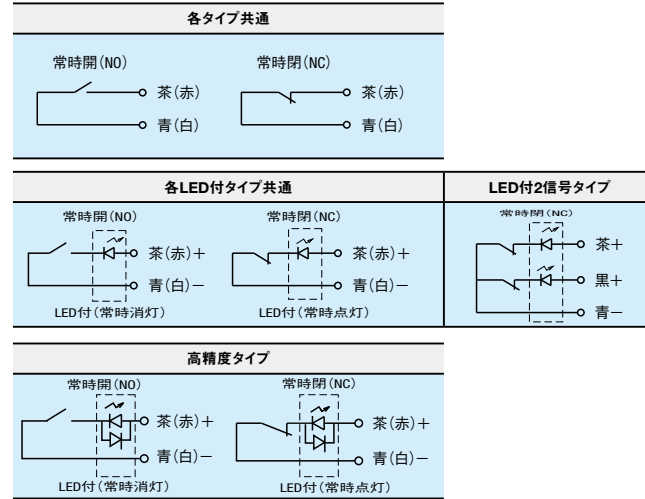 各タイプ共通
常時開(NO) 常時閉(NC)
茶(赤) 茶(赤)
青(白) 青(白)
各LED付タイプ共通 LED付2信号タイプ
常時開(NO) 常時閉(NC) 常時閉(NC)
茶(赤)+ 茶(赤)+ 茶+
黒+
青(白)− 青(白)− 青−
LED付(常時消灯) LED付(常時点灯)
高精度タイプ
常時開(NO) 常時閉(NC)
茶(赤)+ 茶(赤)+
青(白)− 青(白)−
LED付(常時消灯) LED付(常時点灯)